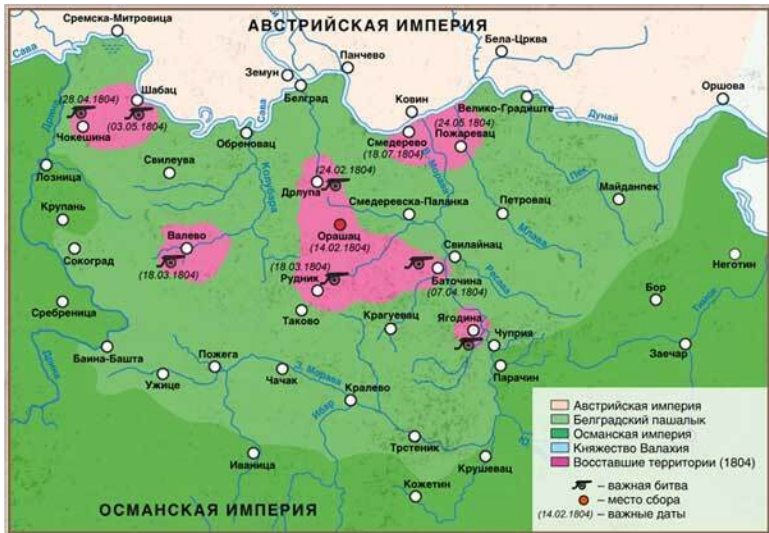 АВСТРИЙСКАЯ ИМПЕРИЯ
Сремска-Митровица
Сава
Земун
Панчево
Бела-Црква
Белград
Ковин
Велико-Градиште
Оршова
Дунай
Дрина
(28.04.1804)
Шабац
(03.05.1804)
Чокешина
Сава
Обреновац
Смедерево
(18.07.1804)
(24.05.1804)
Пожаревац
В. Морава
Пек
Лозница
Свилеува
Колубара
(24.02.1804)
Дрлупа
Смедеревска-Паланка
Петровац
Майданпек
Млава
Крупань
Валево
(18.03.1804)
Орашац
(14.02.1804)
Свилайнац
Сокоград
(18.03.1804)
Рудник
Баточина
(07.04.1804)
Ресава
Неготин
Сребреница
Таково
Крагуевац
Ягодина
Чуприя
Бор
Тимок
Заечар
Баина-Башта
Дрина
Пожега
Ужице
Чачак
З. Морава
Парачин
Ибар
Кралево
Трстеник
Иваница
Крушевац
Кожетин
Ю
ОСМАНСКАЯ ИМПЕРИЯ
Австрийская империя
Белградский пашалык
Османская империя
Княжество Валахия
Восставшие территории (1804)
– важная битва
– место сбора
(14.02.1804) – важные даты